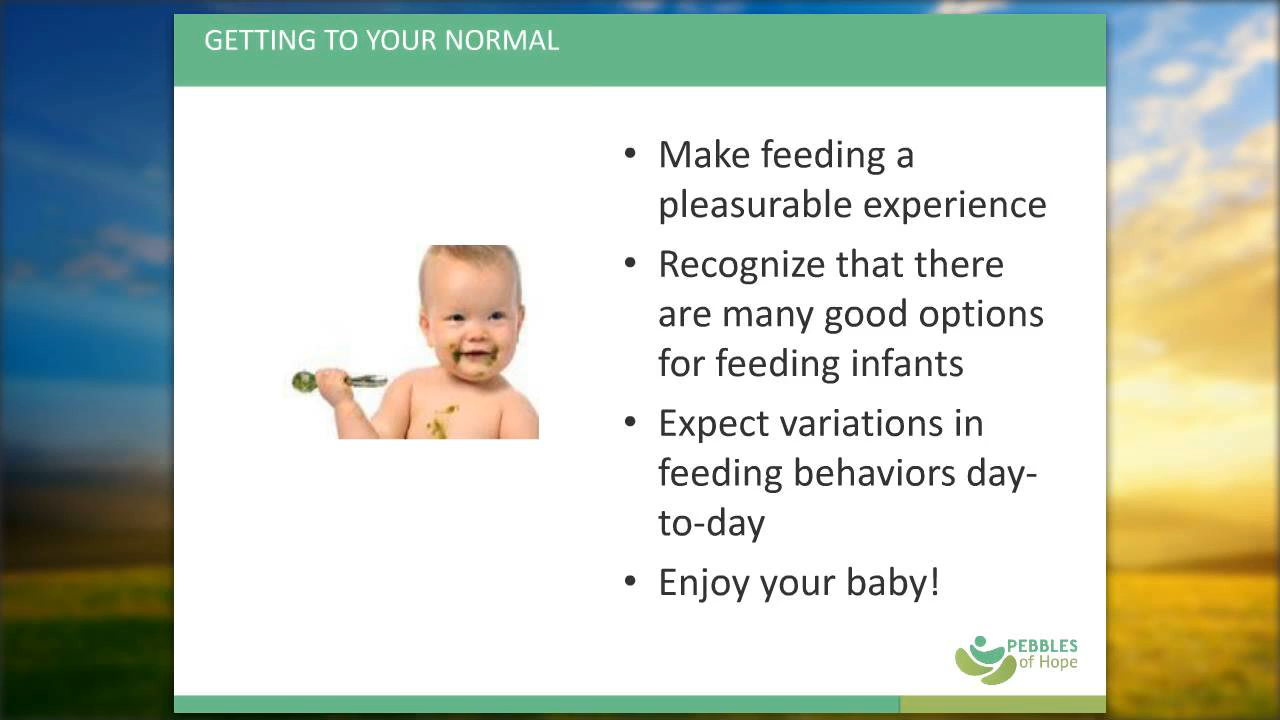 GETTING TO YOUR NORMAL
• Make feeding a
pleasurable experience
• Recognize that there
are many good options
for feeding infants
• Expect variations in
feeding behaviors day-
to-day
• Enjoy your baby!
PEBBLES
of Hope